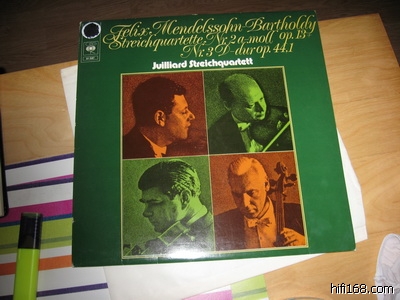 Felix Mendelssohn Bartholdy
Streichquartette Nr. 2 a-moll op. 13
Nr. 3 D-dur op. 44,1
Juilliard Streichquartett
CBS
hifi168.com